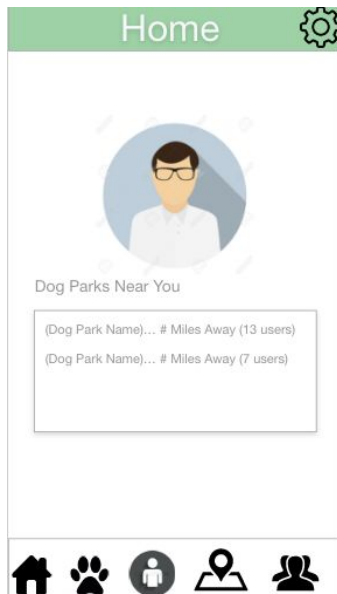 Home
Dog Parks Near You
(Dog Park Name)... # Miles Away (13 users)
(Dog Park Name)... # Miles Away (7 users)